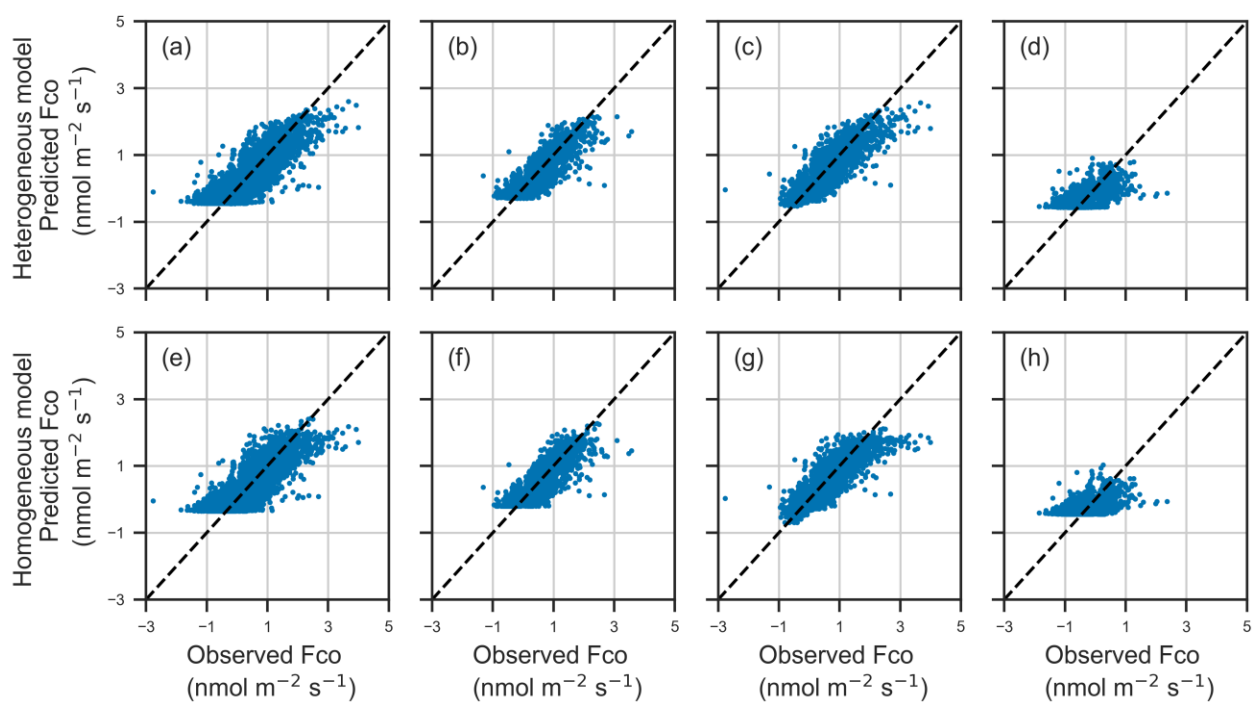 Heterogeneous model
Predicted Fco
(nmol m⁻² s⁻¹)
5
3
1
−1
−3
(a)
(b)
(c)
(d)
Homogeneous model
Predicted Fco
(nmol m⁻² s⁻¹)
5
3
1
−1
−3
(e)
(f)
(g)
(h)
−3 −1 1 3 5
−3 −1 1 3 5
−3 −1 1 3 5
−3 −1 1 3 5
Observed Fco
(nmol m⁻² s⁻¹)
Observed Fco
(nmol m⁻² s⁻¹)
Observed Fco
(nmol m⁻² s⁻¹)
Observed Fco
(nmol m⁻² s⁻¹)